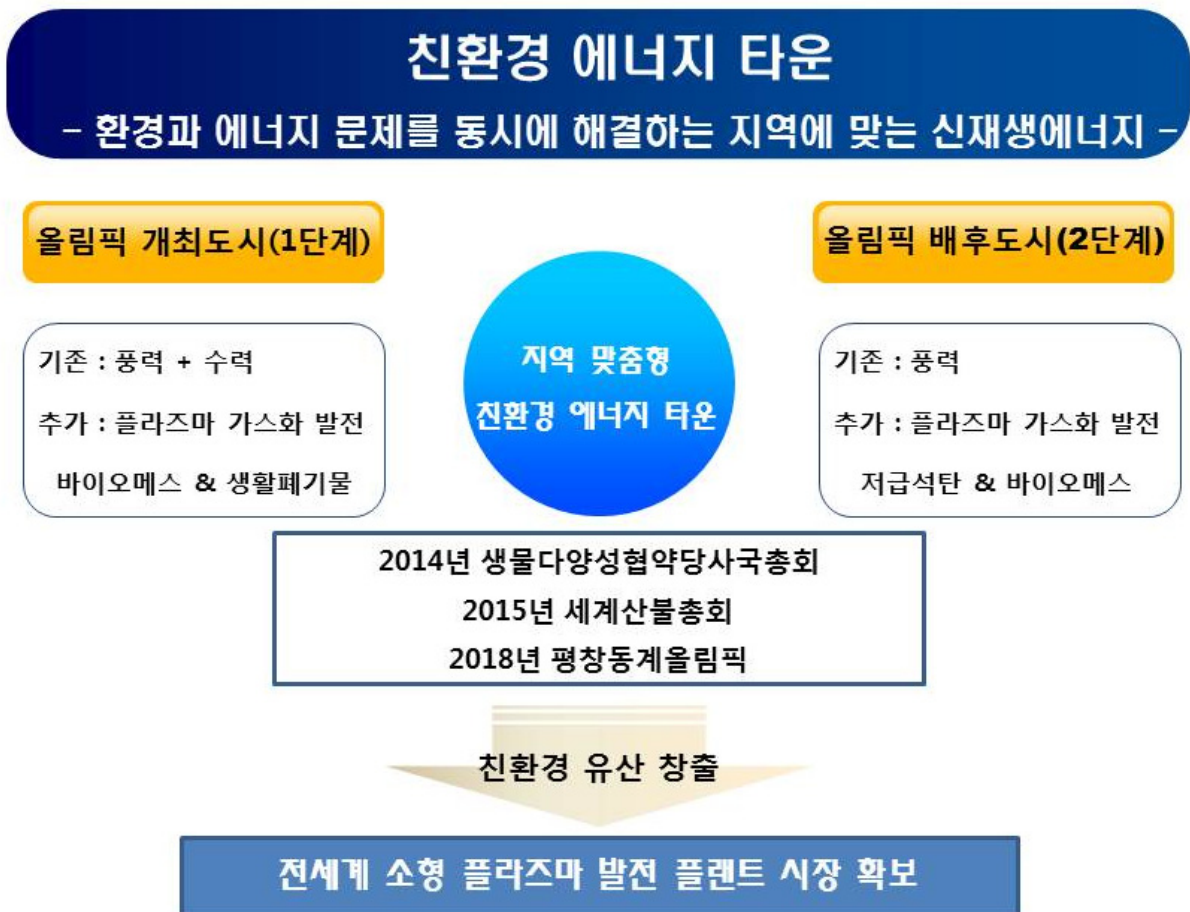 친환경 에너지 타운
- 환경과 에너지 문제를 동시에 해결하는 지역에 맞는 신재생에너지 -
올림픽 개최도시(1단계)
기존 : 풍력 + 수력
추가 : 플라즈마 가스화 발전
바이오메스 & 생활폐기물
지역 맞춤형
친환경 에너지 타운
올림픽 배후도시(2단계)
기존 : 풍력
추가 : 플라즈마 가스화 발전
저급석탄 & 바이오메스
2014년 생물다양성협약당사국총회
2015년 세계산불총회
2018년 평창동계올림픽
친환경 유산 창출
전세계 소형 플라즈마 발전 플랜트 시장 확보